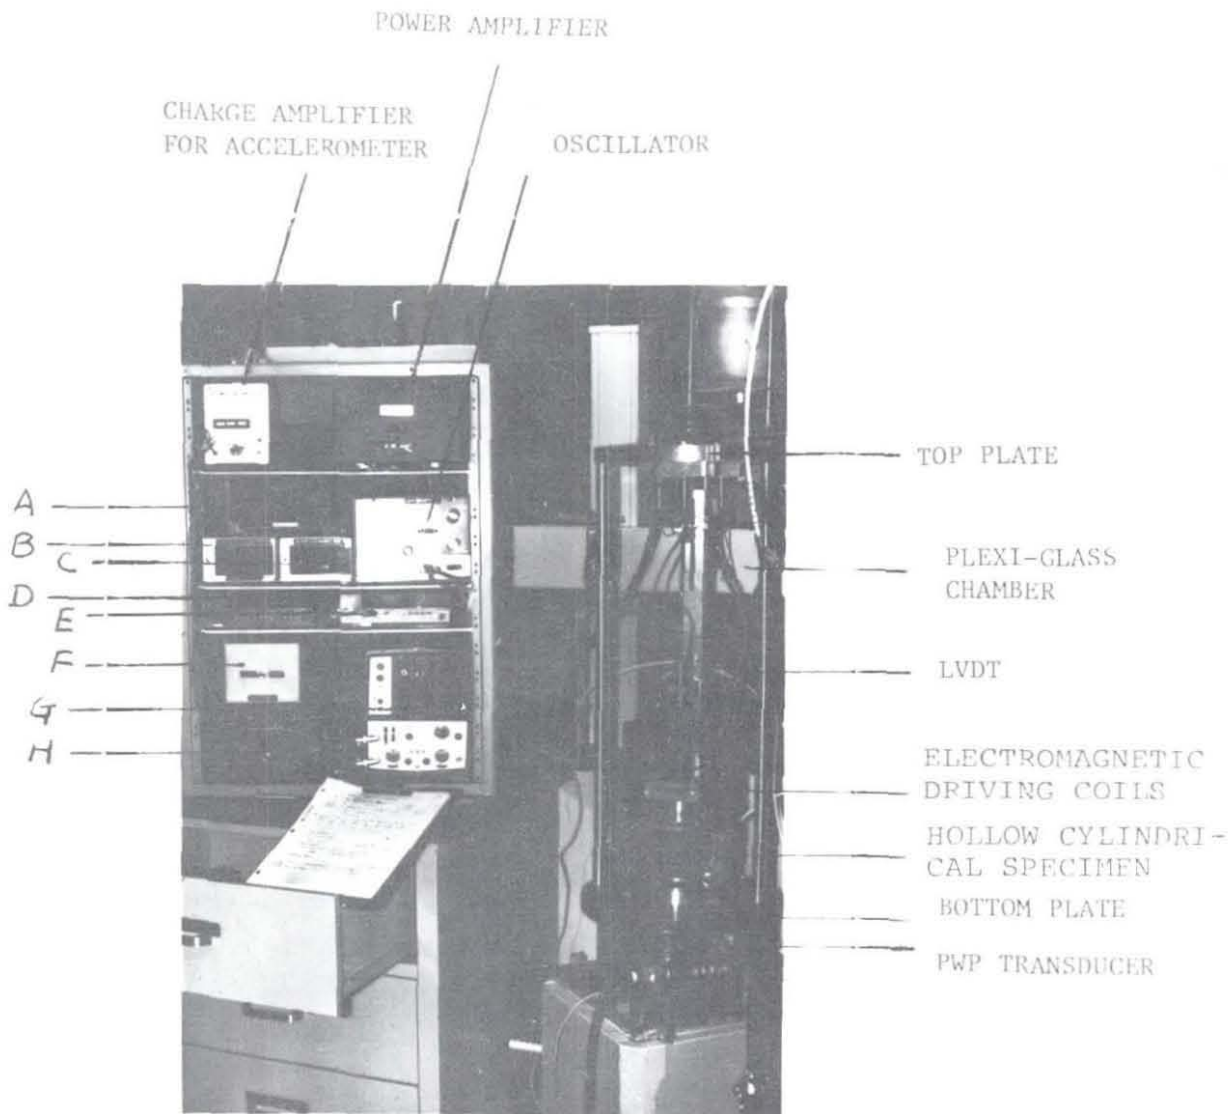 POWER AMPLIFIER
CHARGE AMPLIFIER
FOR ACCELEROMETER
OSCILLATOR
A
B
C
D
E
F
G
H
TOP PLATE
PLEXI-GLASS
CHAMBER
LVDT
ELECTROMAGNETIC
DRIVING COILS
HOLLOW CYLINDRI-
CAL SPECIMEN
BOTTOM PLATE
PWP TRANSDUCER